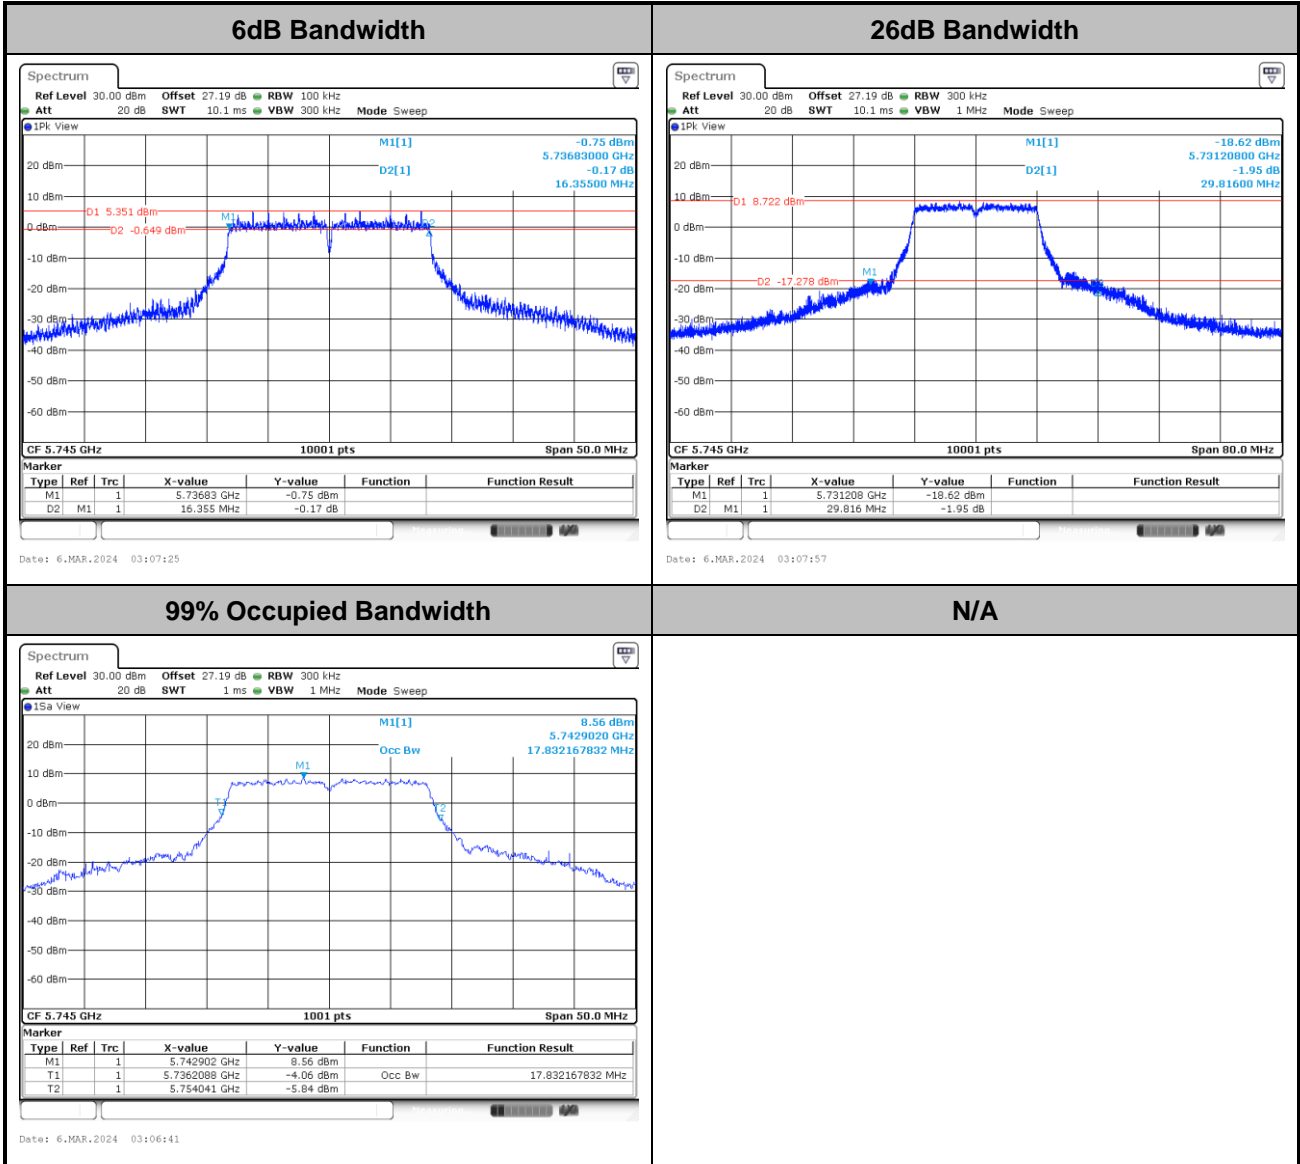 6dB Bandwidth
26dB Bandwidth
Spectrum
Ref Level 30.00 dBm Offset 27.19 dB RBW 100 kHz
Att 20 dB SWT 10.1 ms VBW 300 kHz Mode Sweep
1Pk View
M1[1] -0.75 dBm
5.73683000 GHz
D2[1] -0.17 dB
16.35500 MHz
20 dBm
10 dBm
D1 5.351 dBm
M1
D2
0 dBm
D2 -0.649 dBm
-10 dBm
-20 dBm
-30 dBm
-40 dBm
-50 dBm
-60 dBm
CF 5.745 GHz 10001 pts Span 50.0 MHz
Marker
Type Ref Trc X-value Y-value Function Function Result
M1 1 5.73683 GHz -0.75 dBm
D2 M1 1 16.355 MHz -0.17 dB
Measuring...
Date: 6.MAR.2024 03:07:25
Spectrum
Ref Level 30.00 dBm Offset 27.19 dB RBW 300 kHz
Att 20 dB SWT 10.1 ms VBW 1 MHz Mode Sweep
1Pk View
M1[1] -18.62 dBm
5.73120800 GHz
D2[1] -1.95 dB
29.81600 MHz
20 dBm
10 dBm
D1 8.722 dBm
0 dBm
-10 dBm
M1
D2 -17.278 dBm
-20 dBm
-30 dBm
-40 dBm
-50 dBm
-60 dBm
CF 5.745 GHz 10001 pts Span 80.0 MHz
Marker
Type Ref Trc X-value Y-value Function Function Result
M1 1 5.731208 GHz -18.62 dBm
D2 M1 1 29.816 MHz -1.95 dB
Date: 6.MAR.2024 03:07:57
99% Occupied Bandwidth
N/A
Spectrum
Ref Level 30.00 dBm Offset 27.19 dB RBW 300 kHz
Att 20 dB SWT 1 ms VBW 1 MHz Mode Sweep
1Sa View
M1[1] 8.56 dBm
5.7429020 GHz
Occ Bw 17.832167832 MHz
20 dBm
M1
10 dBm
0 dBm
T1
T2
-10 dBm
-20 dBm
-30 dBm
-40 dBm
-50 dBm
-60 dBm
CF 5.745 GHz 1001 pts Span 50.0 MHz
Marker
Type Ref Trc X-value Y-value Function Function Result
M1 1 5.742902 GHz 8.56 dBm
T1 1 5.7362088 GHz -4.06 dBm Occ Bw 17.832167832 MHz
T2 1 5.754041 GHz -5.84 dBm
Date: 6.MAR.2024 03:06:41